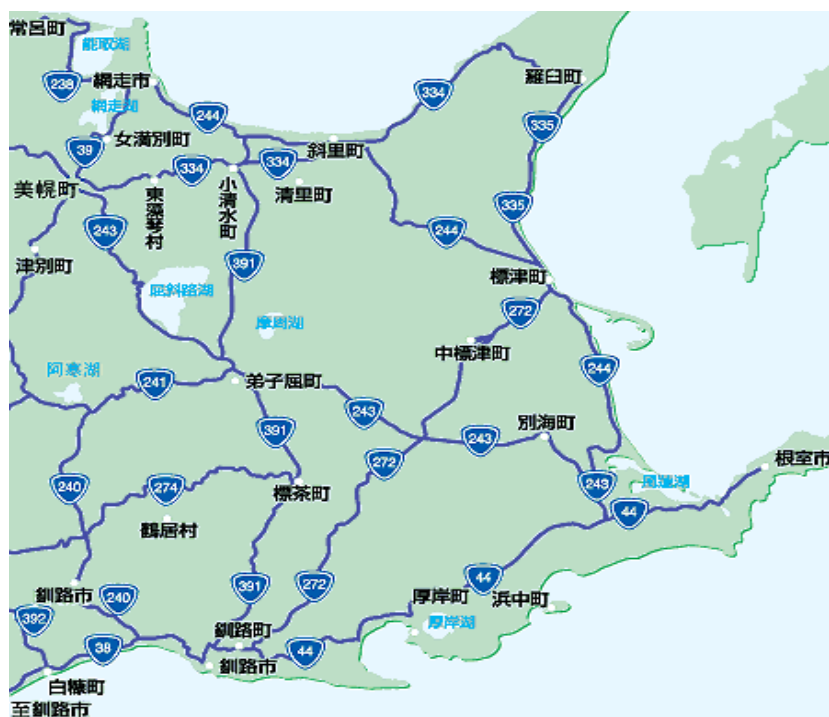 常呂町
能取湖
238
網走市
網走湖
244
334
羅臼町
335
39
女満別町
334
334
斜里町
美幌町
東藻琴村
小清水町
清里町
335
243
244
391
津別町
屈斜路湖
標津町
摩周湖
272
中標津町
阿寒湖
241
弟子屈町
243
244
391
243
別海町
272
240
274
標茶町
243
風蓮湖
根室市
44
鶴居村
釧路市
240
391
272
厚岸町
44
浜中町
392
38
釧路町
44
厚岸湖
釧路市
白糠町
至釧路市